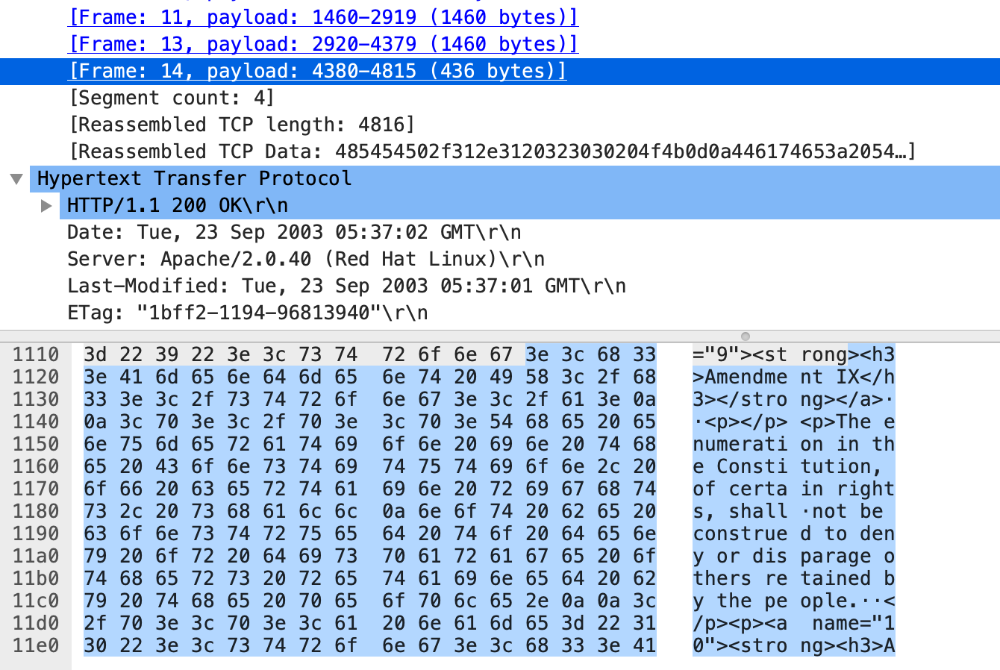 [Frame: 11, payload: 1460-2919 (1460 bytes)]
[Frame: 13, payload: 2920-4379 (1460 bytes)]
[Frame: 14, payload: 4380-4815 (436 bytes)]
[Segment count: 4]
[Reassembled TCP length: 4816]
[Reassembled TCP Data: 485454502f312e3120323030204f4b0d0a446174653a2054…]
Hypertext Transfer Protocol
HTTP/1.1 200 OK\r\n
Date: Tue, 23 Sep 2003 05:37:02 GMT\r\n
Server: Apache/2.0.40 (Red Hat Linux)\r\n
Last-Modified: Tue, 23 Sep 2003 05:37:01 GMT\r\n
ETag: "1bff2-1194-96813940"\r\n
1110 3d 22 39 22 3e 3c 73 74 72 6f 6e 67 3e 3c 68 33 ="9"><st rong><h3
1120 3e 41 6d 65 6e 64 6d 65 6e 74 20 49 58 3c 2f 68 >Amendme nt IX</h
1130 33 3e 3c 2f 73 74 72 6f 6e 67 3e 3c 2f 61 3e 0a 3></stro ng></a>·
1140 0a 3c 70 3e 3c 2f 70 3e 3c 70 3e 54 68 65 20 65 ·<p></p> <p>The e
1150 6e 75 6d 65 72 61 74 69 6f 6e 20 69 6e 20 74 68 numerati on in th
1160 65 20 43 6f 6e 73 74 69 74 75 74 69 6f 6e 2c 20 e Consti tution,
1170 6f 66 20 63 65 72 74 61 69 6e 20 72 69 67 68 74 of certa in right
1180 73 2c 20 73 68 61 6c 6c 0a 6e 6f 74 20 62 65 20 s, shall ·not be
1190 63 6f 6e 73 74 72 75 65 64 20 74 6f 20 64 65 6e construe d to den
11a0 79 20 6f 72 20 64 69 73 70 61 72 61 67 65 20 6f y or dis parage o
11b0 74 68 65 72 73 20 72 65 74 61 69 6e 65 64 20 62 thers re tained b
11c0 79 20 74 68 65 20 70 65 6f 70 6c 65 2e 0a 0a 3c y the pe ople.··<
11d0 2f 70 3e 3c 70 3e 3c 61 20 6e 61 6d 65 3d 22 31 /p><p><a name="1
11e0 30 22 3e 3c 73 74 72 6f 6e 67 3e 3c 68 33 3e 41 0"><stro ng><h3>A